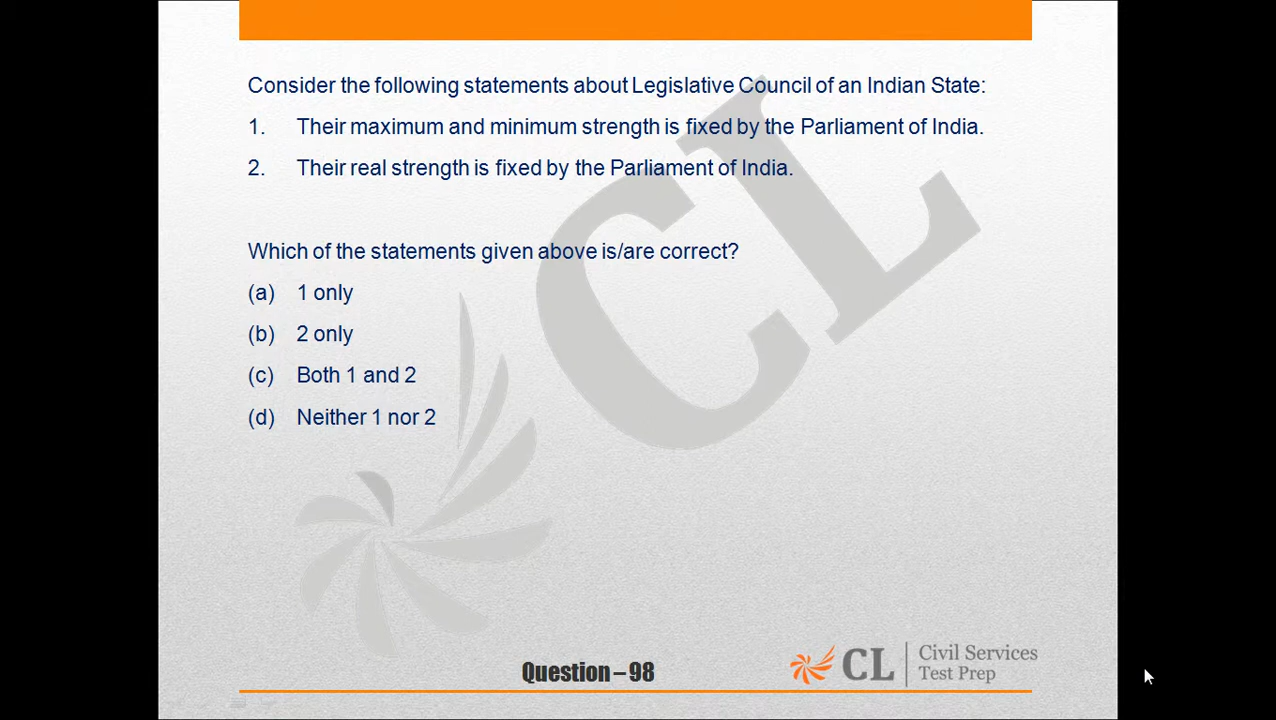 Consider the following statements about Legislative Council of an Indian State:
1. Their maximum and minimum strength is fixed by the Parliament of India.
2. Their real strength is fixed by the Parliament of India.
Which of the statements given above is/are correct?
(a) 1 only
(b) 2 only
(c) Both 1 and 2
(d) Neither 1 nor 2
CL
Question – 98
CL Civil Services
Test Prep